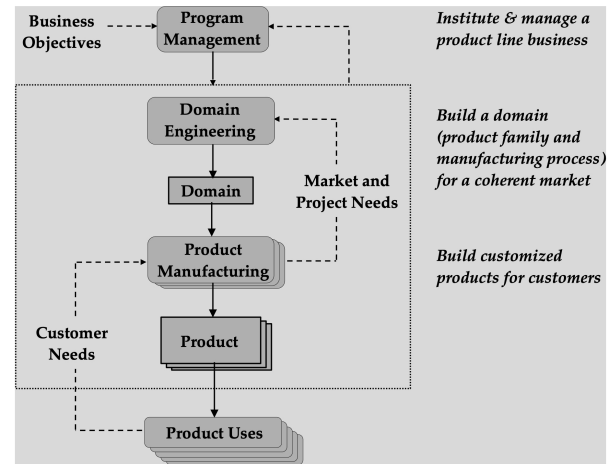 Business
Objectives
Program
Management
Institute & manage a
product line business
Domain
Engineering
Build a domain
(product family and
manufacturing process)
for a coherent market
Domain
Market and
Project Needs
Product
Manufacturing
Build customized
products for customers
Customer
Needs
Product
Product Uses